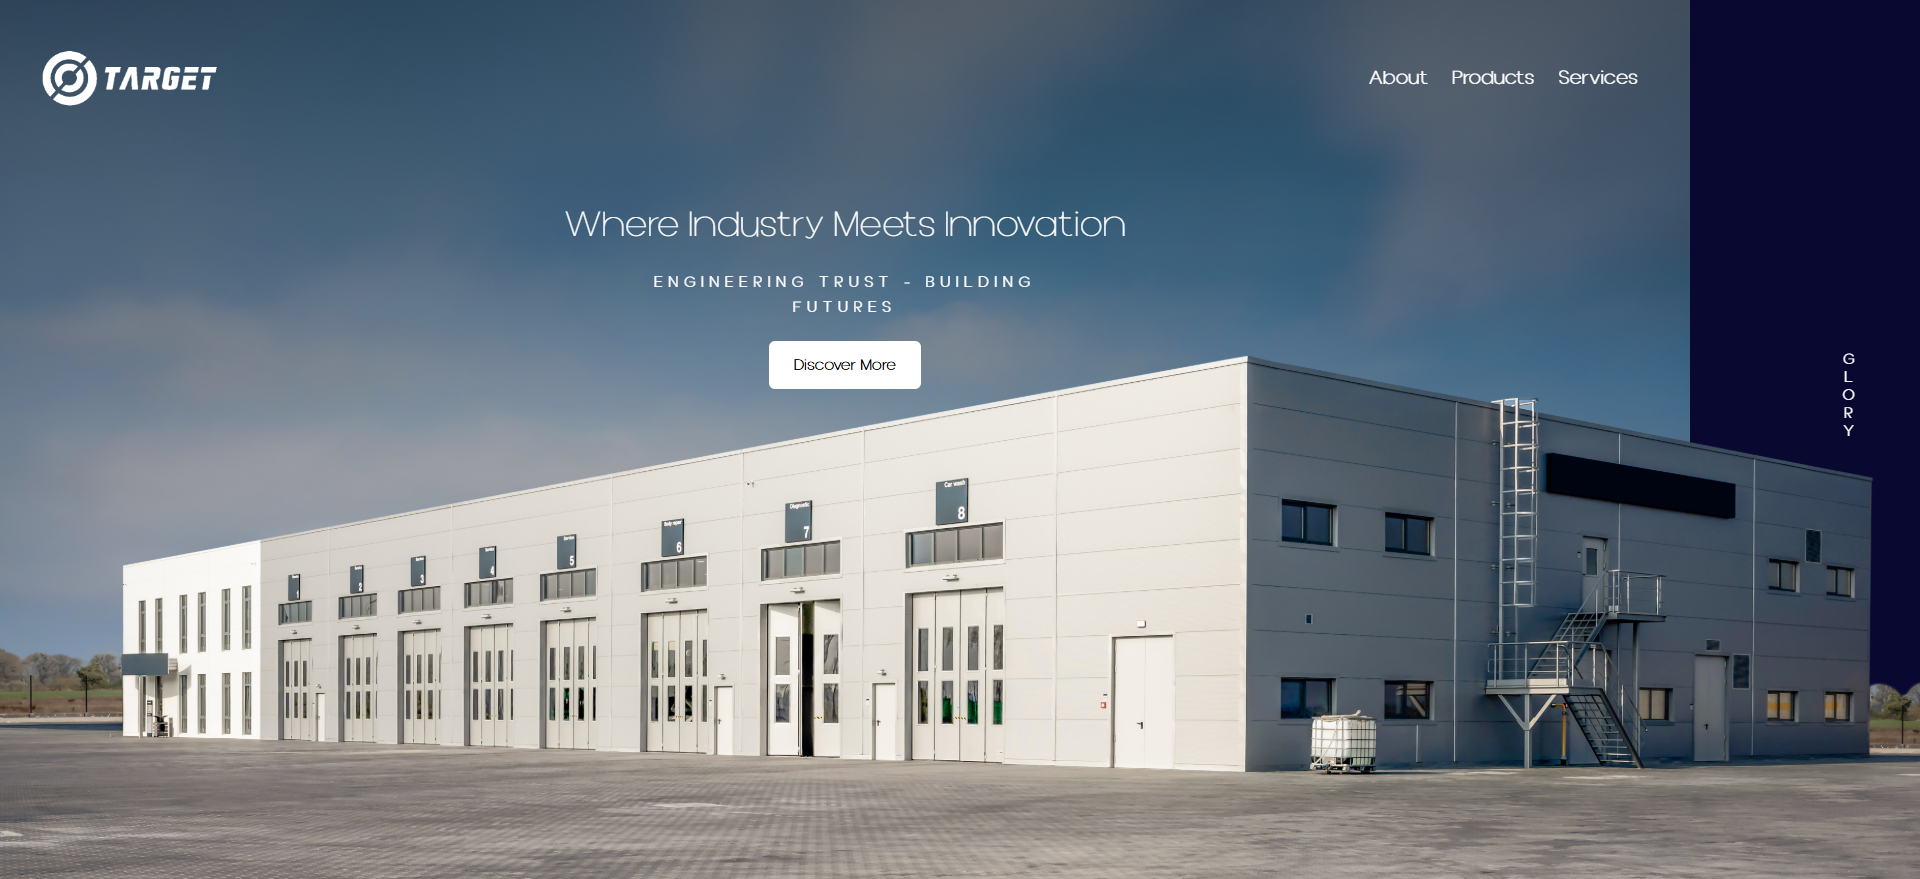 TARGET
About Products Services
Where Industry Meets Innovation
ENGINEERING TRUST - BUILDING
FUTURES
Discover More
G
L
O
R
Y
1
2
3
4
5
6
Diagnostic
7
Car wash
8